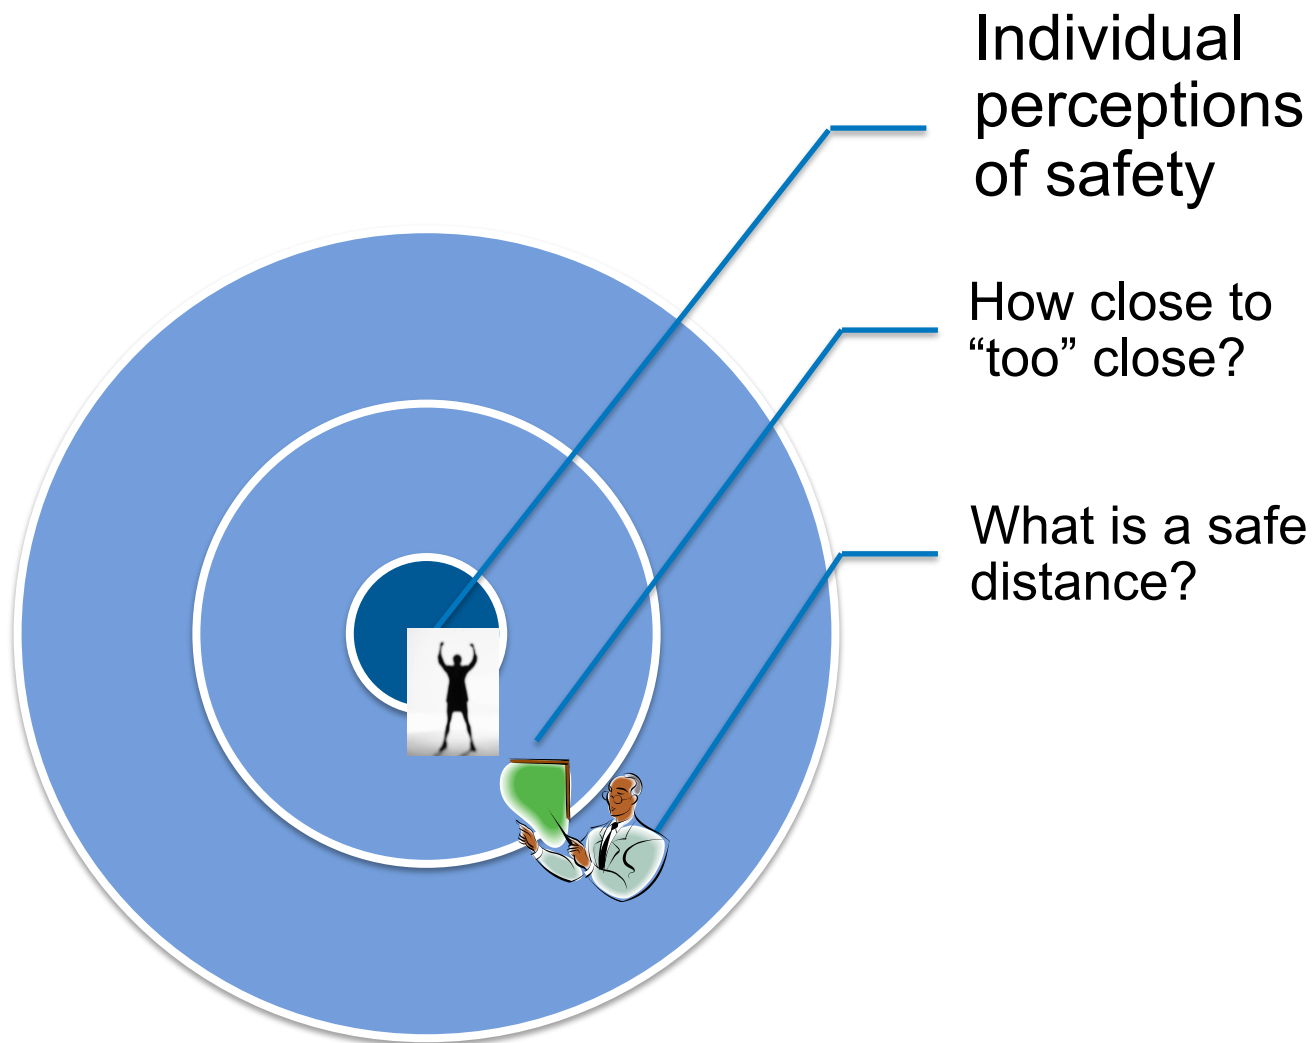 Individual
perceptions
of safety
How close to
“too” close?
What is a safe
distance?